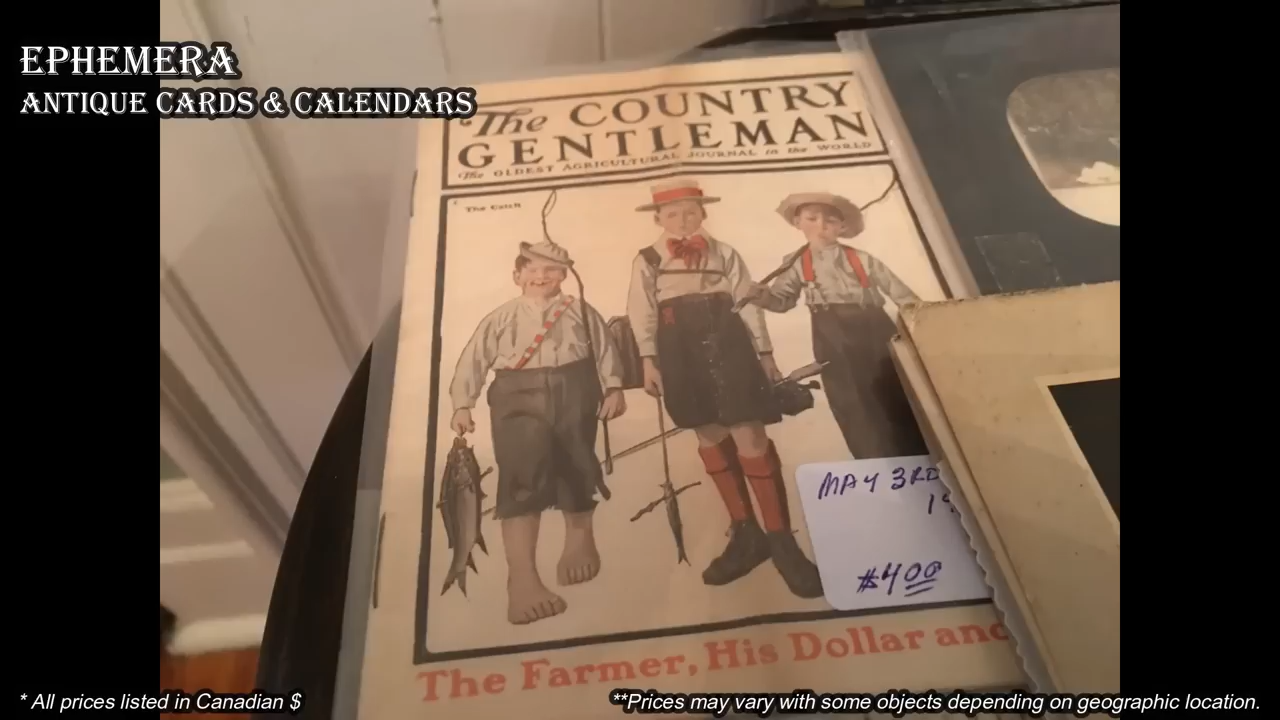 EPHEMERA
ANTIQUE CARDS & CALENDARS
The COUNTRY
GENTLEMAN
The OLDEST AGRICULTURAL JOURNAL in the WORLD
The Catch
MAY 3RD
$4.00
The Farmer, His Dollar and
* All prices listed in Canadian $
**Prices may vary with some objects depending on geographic location.